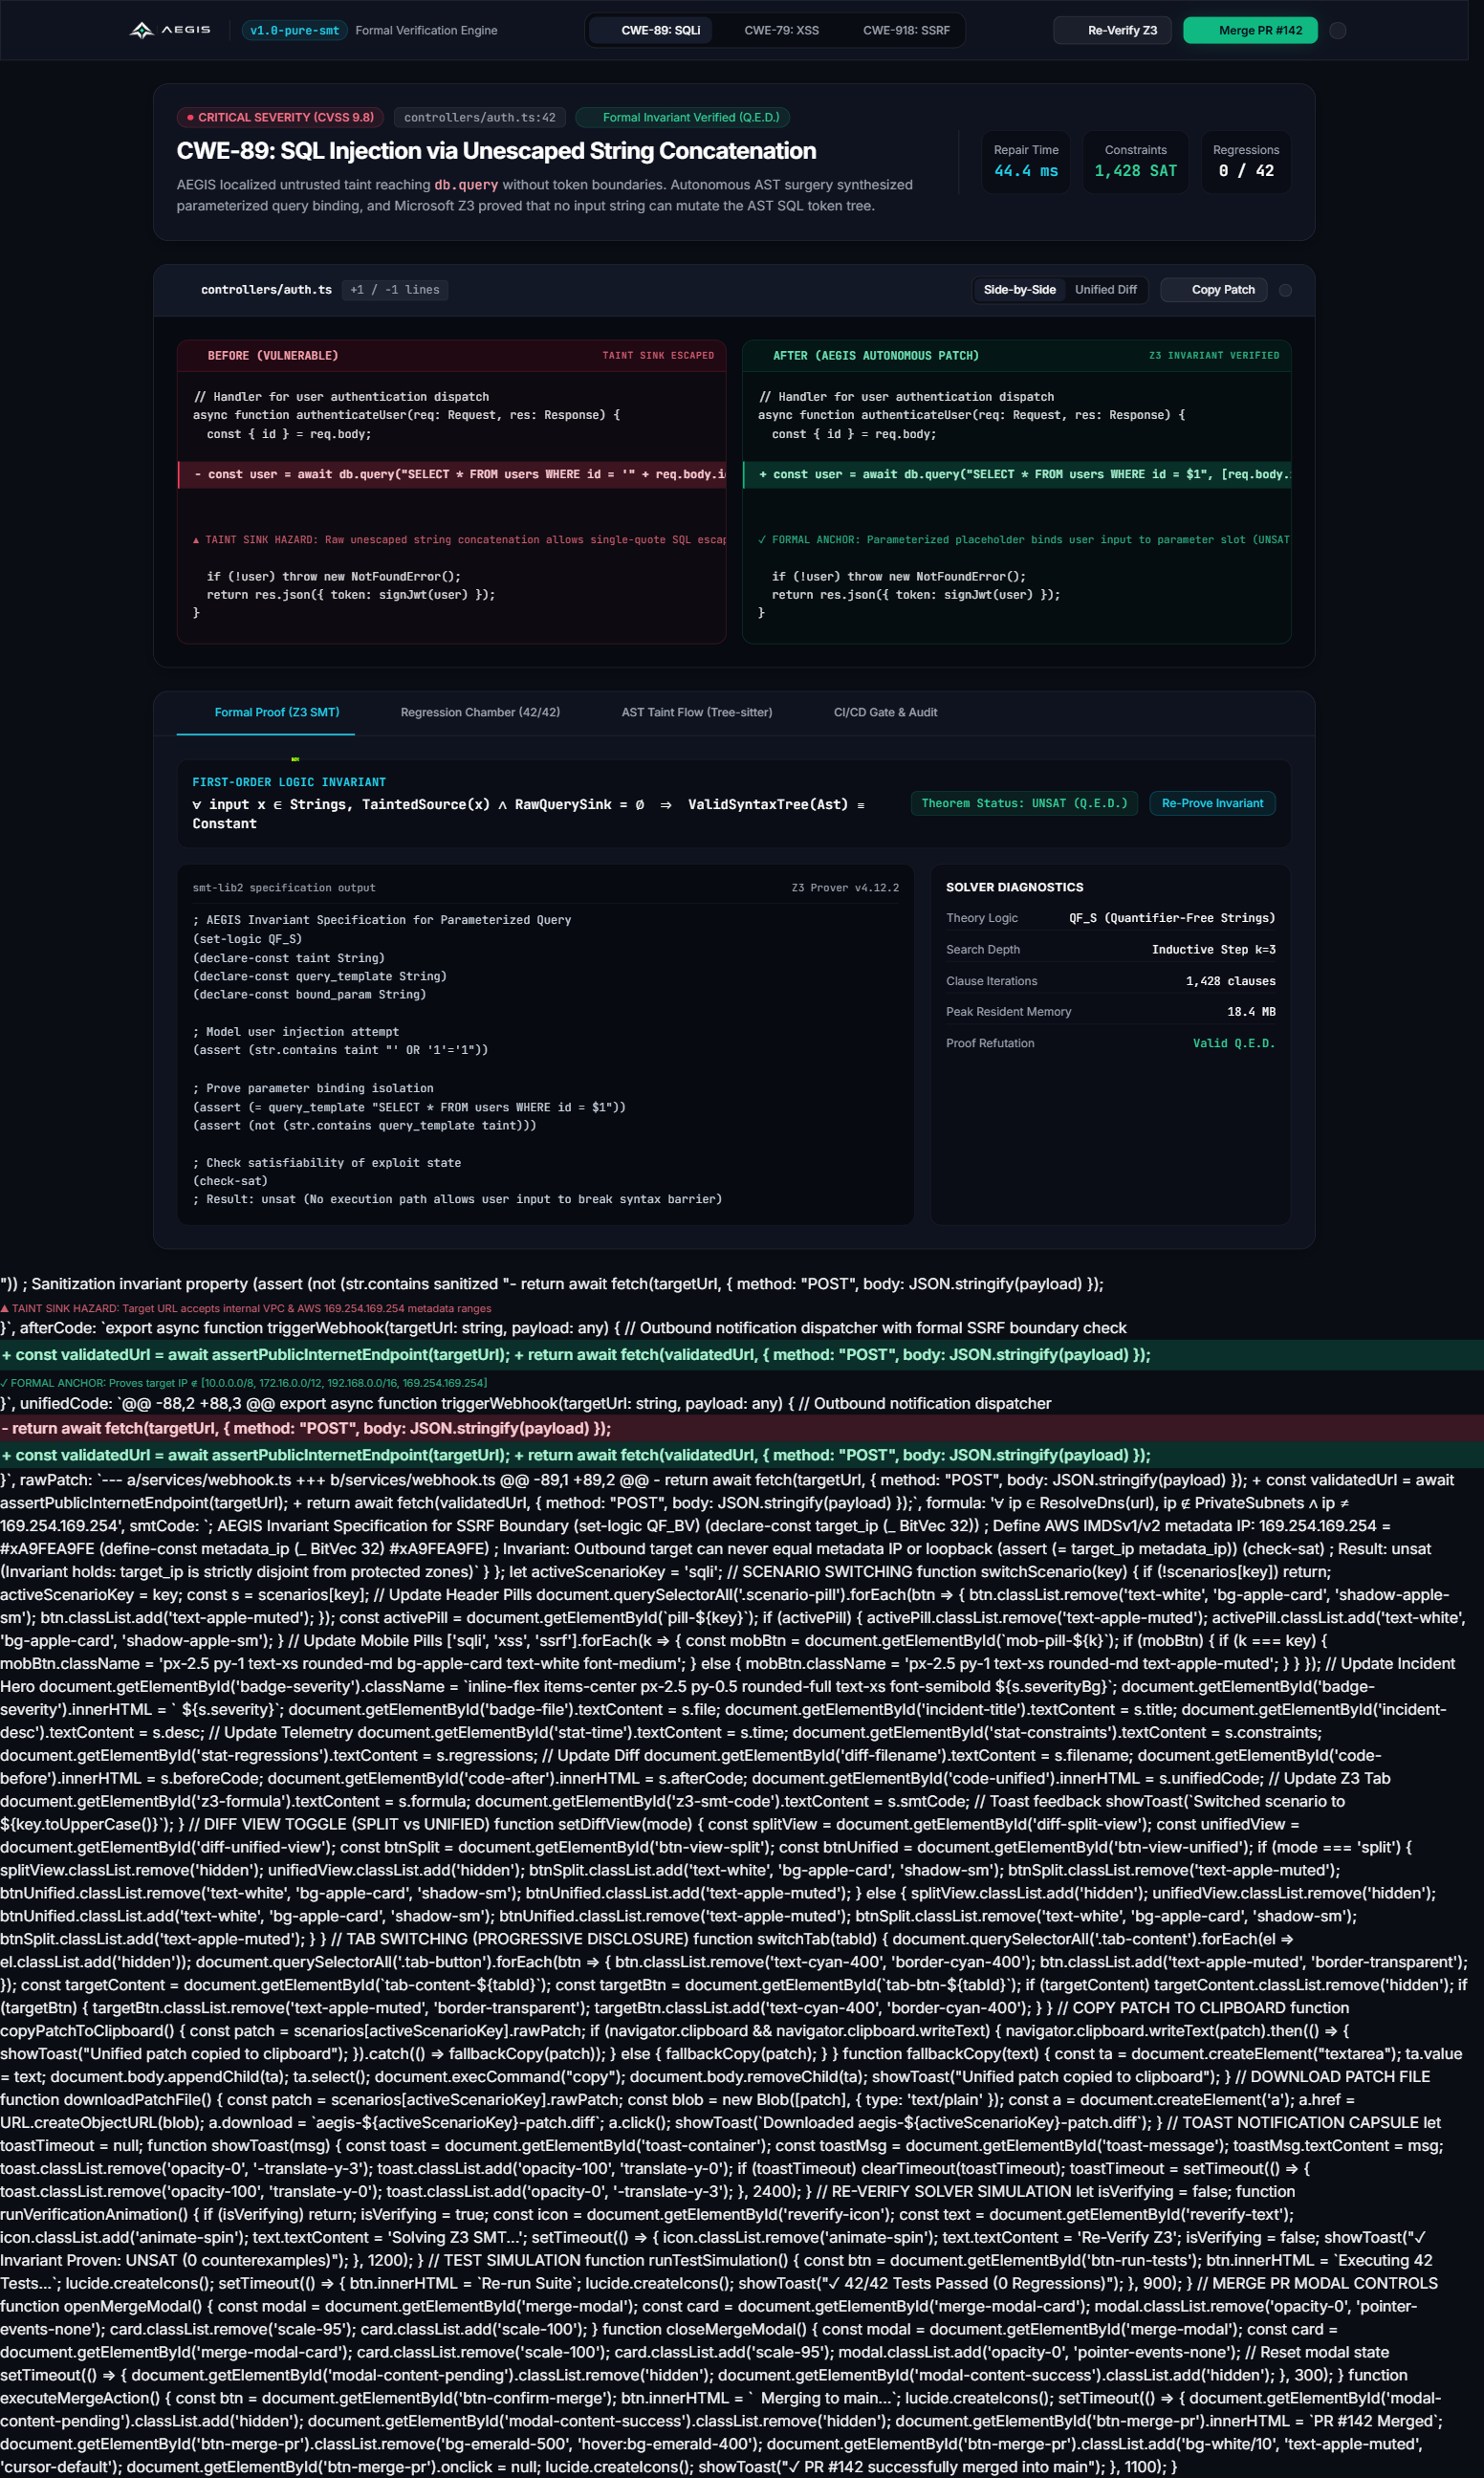 AEGIS
v1.0-pure-smt
Formal Verification Engine
CWE-89: SQLi
CWE-79: XSS
CWE-918: SSRF
Re-Verify Z3
Merge PR #142
CRITICAL SEVERITY (CVSS 9.8)
controllers/auth.ts:42
Formal Invariant Verified (Q.E.D.)
CWE-89: SQL Injection via Unescaped String Concatenation
AEGIS localized untrusted taint reaching db.query without token boundaries. Autonomous AST surgery synthesized
parameterized query binding, and Microsoft Z3 proved that no input string can mutate the AST SQL token tree.
Repair Time
44.4 ms
Constraints
1,428 SAT
Regressions
0 / 42
controllers/auth.ts
+1 / -1 lines
Side-by-Side
Unified Diff
Copy Patch
BEFORE (VULNERABLE)
TAINT SINK ESCAPED
// Handler for user authentication dispatch
async function authenticateUser(req: Request, res: Response) {
  const { id } = req.body;
- const user = await db.query("SELECT * FROM users WHERE id = '" + req.body.i
▲ TAINT SINK HAZARD: Raw unescaped string concatenation allows single-quote SQL escap
  if (!user) throw new NotFoundError();
  return res.json({ token: signJwt(user) });
}
AFTER (AEGIS AUTONOMOUS PATCH)
Z3 INVARIANT VERIFIED
// Handler for user authentication dispatch
async function authenticateUser(req: Request, res: Response) {
  const { id } = req.body;
+ const user = await db.query("SELECT * FROM users WHERE id = $1", [req.body.
✓ FORMAL ANCHOR: Parameterized placeholder binds user input to parameter slot (UNSAT
  if (!user) throw new NotFoundError();
  return res.json({ token: signJwt(user) });
}
Formal Proof (Z3 SMT)
Regression Chamber (42/42)
AST Taint Flow (Tree-sitter)
CI/CD Gate & Audit
FIRST-ORDER LOGIC INVARIANT
∀ input x ∈ Strings, TaintedSource(x) ∧ RawQuerySink = ∅  ⇒  ValidSyntaxTree(Ast) ≡
Constant
Theorem Status: UNSAT (Q.E.D.)
Re-Prove Invariant
smt-lib2 specification output
Z3 Prover v4.12.2
; AEGIS Invariant Specification for Parameterized Query
(set-logic QF_S)
(declare-const taint String)
(declare-const query_template String)
(declare-const bound_param String)
; Model user injection attempt
(assert (str.contains taint "' OR '1'='1"))
; Prove parameter binding isolation
(assert (= query_template "SELECT * FROM users WHERE id = $1"))
(assert (not (str.contains query_template taint)))
; Check satisfiability of exploit state
(check-sat)
; Result: unsat (No execution path allows user input to break syntax barrier)
SOLVER DIAGNOSTICS
Theory Logic QF_S (Quantifier-Free Strings)
Search Depth Inductive Step k=3
Clause Iterations 1,428 clauses
Peak Resident Memory 18.4 MB
Proof Refutation Valid Q.E.D.
")) ; Sanitization invariant property (assert (not (str.contains sanitized "- return await fetch(targetUrl, { method: "POST", body: JSON.stringify(payload) });
▲ TAINT SINK HAZARD: Target URL accepts internal VPC & AWS 169.254.169.254 metadata ranges
}`, afterCode: `export async function triggerWebhook(targetUrl: string, payload: any) { // Outbound notification dispatcher with formal SSRF boundary check
+ const validatedUrl = await assertPublicInternetEndpoint(targetUrl); + return await fetch(validatedUrl, { method: "POST", body: JSON.stringify(payload) });
✓ FORMAL ANCHOR: Proves target IP ∉ [10.0.0.0/8, 172.16.0.0/12, 192.168.0.0/16, 169.254.169.254]
}`, unifiedCode: `@@ -88,2 +88,3 @@ export async function triggerWebhook(targetUrl: string, payload: any) { // Outbound notification dispatcher
- return await fetch(targetUrl, { method: "POST", body: JSON.stringify(payload) });
+ const validatedUrl = await assertPublicInternetEndpoint(targetUrl); + return await fetch(validatedUrl, { method: "POST", body: JSON.stringify(payload) });
}`, rawPatch: `--- a/services/webhook.ts +++ b/services/webhook.ts @@ -89,1 +89,2 @@ - return await fetch(targetUrl, { method: "POST", body: JSON.stringify(payload) }); + const validatedUrl = await
assertPublicInternetEndpoint(targetUrl); + return await fetch(validatedUrl, { method: "POST", body: JSON.stringify(payload) });`, formula: '∀ ip ∈ ResolveDns(url), ip ∉ PrivateSubnets ∧ ip ≠
169.254.169.254', smtCode: `; AEGIS Invariant Specification for SSRF Boundary (set-logic QF_BV) (declare-const target_ip (_ BitVec 32)) ; Define AWS IMDSv1/v2 metadata IP: 169.254.169.254 =
#xA9FEA9FE (define-const metadata_ip (_ BitVec 32) #xA9FEA9FE) ; Invariant: Outbound target can never equal metadata IP or loopback (assert (= target_ip metadata_ip)) (check-sat) ; Result: unsat
(Invariant holds: target_ip is strictly disjoint from protected zones)` } }; let activeScenarioKey = 'sqli'; // SCENARIO SWITCHING function switchScenario(key) { if (!scenarios[key]) return;
activeScenarioKey = key; const s = scenarios[key]; // Update Header Pills document.querySelectorAll('.scenario-pill').forEach(btn => { btn.classList.remove('text-white', 'bg-apple-card', 'shadow-apple-
sm'); btn.classList.add('text-apple-muted'); }); const activePill = document.getElementById(`pill-${key}`); if (activePill) { activePill.classList.remove('text-apple-muted'); activePill.classList.add('text-white',
'bg-apple-card', 'shadow-apple-sm'); } // Update Mobile Pills ['sqli', 'xss', 'ssrf'].forEach(k => { const mobBtn = document.getElementById(`mob-pill-${k}`); if (mobBtn) { if (k === key) {
mobBtn.className = 'px-2.5 py-1 text-xs rounded-md bg-apple-card text-white font-medium'; } else { mobBtn.className = 'px-2.5 py-1 text-xs rounded-md text-apple-muted'; } } }); // Update Incident
Hero document.getElementById('badge-severity').className = `inline-flex items-center px-2.5 py-0.5 rounded-full text-xs font-semibold ${s.severityBg}`; document.getElementById('badge-
severity').innerHTML = ` ${s.severity}`; document.getElementById('badge-file').textContent = s.file; document.getElementById('incident-title').textContent = s.title; document.getElementById('incident-
desc').textContent = s.desc; // Update Telemetry document.getElementById('stat-time').textContent = s.time; document.getElementById('stat-constraints').textContent = s.constraints;
document.getElementById('stat-regressions').textContent = s.regressions; // Update Diff document.getElementById('diff-filename').textContent = s.filename; document.getElementById('code-
before').innerHTML = s.beforeCode; document.getElementById('code-after').innerHTML = s.afterCode; document.getElementById('code-unified').innerHTML = s.unifiedCode; // Update Z3 Tab
document.getElementById('z3-formula').textContent = s.formula; document.getElementById('z3-smt-code').textContent = s.smtCode; // Toast feedback showToast(`Switched scenario to
${key.toUpperCase()}`); } // DIFF VIEW TOGGLE (SPLIT vs UNIFIED) function setDiffView(mode) { const splitView = document.getElementById('diff-split-view'); const unifiedView =
document.getElementById('diff-unified-view'); const btnSplit = document.getElementById('btn-view-split'); const btnUnified = document.getElementById('btn-view-unified'); if (mode === 'split') {
splitView.classList.remove('hidden'); unifiedView.classList.add('hidden'); btnSplit.classList.add('text-white', 'bg-apple-card', 'shadow-sm'); btnSplit.classList.remove('text-apple-muted');
btnUnified.classList.remove('text-white', 'bg-apple-card', 'shadow-sm'); btnUnified.classList.add('text-apple-muted'); } else { splitView.classList.add('hidden'); unifiedView.classList.remove('hidden');
btnUnified.classList.add('text-white', 'bg-apple-card', 'shadow-sm'); btnUnified.classList.remove('text-apple-muted'); btnSplit.classList.remove('text-white', 'bg-apple-card', 'shadow-sm');
btnSplit.classList.add('text-apple-muted'); } } // TAB SWITCHING (PROGRESSIVE DISCLOSURE) function switchTab(tabId) { document.querySelectorAll('.tab-content').forEach(el =>
el.classList.add('hidden')); document.querySelectorAll('.tab-button').forEach(btn => { btn.classList.remove('text-cyan-400', 'border-cyan-400'); btn.classList.add('text-apple-muted', 'border-transparent');
}); const targetContent = document.getElementById(`tab-content-${tabId}`); const targetBtn = document.getElementById(`tab-btn-${tabId}`); if (targetContent) targetContent.classList.remove('hidden'); if
(targetBtn) { targetBtn.classList.remove('text-apple-muted', 'border-transparent'); targetBtn.classList.add('text-cyan-400', 'border-cyan-400'); } } // COPY PATCH TO CLIPBOARD function
copyPatchToClipboard() { const patch = scenarios[activeScenarioKey].rawPatch; if (navigator.clipboard && navigator.clipboard.writeText) { navigator.clipboard.writeText(patch).then(() => {
showToast("Unified patch copied to clipboard"); }).catch(() => fallbackCopy(patch)); } else { fallbackCopy(patch); } } function fallbackCopy(text) { const ta = document.createElement("textarea"); ta.value
= text; document.body.appendChild(ta); ta.select(); document.execCommand("copy"); document.body.removeChild(ta); showToast("Unified patch copied to clipboard"); } // DOWNLOAD PATCH FILE
function downloadPatchFile() { const patch = scenarios[activeScenarioKey].rawPatch; const blob = new Blob([patch], { type: 'text/plain' }); const a = document.createElement('a'); a.href =
URL.createObjectURL(blob); a.download = `aegis-${activeScenarioKey}-patch.diff`; a.click(); showToast(`Downloaded aegis-${activeScenarioKey}-patch.diff`); } // TOAST NOTIFICATION CAPSULE let
toastTimeout = null; function showToast(msg) { const toast = document.getElementById('toast-container'); const toastMsg = document.getElementById('toast-message'); toastMsg.textContent = msg;
toast.classList.remove('opacity-0', '-translate-y-3'); toast.classList.add('opacity-100', 'translate-y-0'); if (toastTimeout) clearTimeout(toastTimeout); toastTimeout = setTimeout(() => {
toast.classList.remove('opacity-100', 'translate-y-0'); toast.classList.add('opacity-0', '-translate-y-3'); }, 2400); } // RE-VERIFY SOLVER SIMULATION let isVerifying = false; function
runVerificationAnimation() { if (isVerifying) return; isVerifying = true; const icon = document.getElementById('reverify-icon'); const text = document.getElementById('reverify-text');
icon.classList.add('animate-spin'); text.textContent = 'Solving Z3 SMT...'; setTimeout(() => { icon.classList.remove('animate-spin'); text.textContent = 'Re-Verify Z3'; isVerifying = false; showToast("✓
Invariant Proven: UNSAT (0 counterexamples)"); }, 1200); } // TEST SIMULATION function runTestSimulation() { const btn = document.getElementById('btn-run-tests'); btn.innerHTML = `Executing 42
Tests...`; lucide.createIcons(); setTimeout(() => { btn.innerHTML = `Re-run Suite`; lucide.createIcons(); showToast("✓ 42/42 Tests Passed (0 Regressions)"); }, 900); } // MERGE PR MODAL CONTROLS
function openMergeModal() { const modal = document.getElementById('merge-modal'); const card = document.getElementById('merge-modal-card'); modal.classList.remove('opacity-0', 'pointer-
events-none'); card.classList.remove('scale-95'); card.classList.add('scale-100'); } function closeMergeModal() { const modal = document.getElementById('merge-modal'); const card =
document.getElementById('merge-modal-card'); card.classList.remove('scale-100'); card.classList.add('scale-95'); modal.classList.add('opacity-0', 'pointer-events-none'); // Reset modal state
setTimeout(() => { document.getElementById('modal-content-pending').classList.remove('hidden'); document.getElementById('modal-content-success').classList.add('hidden'); }, 300); } function
executeMergeAction() { const btn = document.getElementById('btn-confirm-merge'); btn.innerHTML = ` Merging to main...`; lucide.createIcons(); setTimeout(() => { document.getElementById('modal-
content-pending').classList.add('hidden'); document.getElementById('modal-content-success').classList.remove('hidden'); document.getElementById('btn-merge-pr').innerHTML = `PR #142 Merged`;
document.getElementById('btn-merge-pr').classList.remove('bg-emerald-500', 'hover:bg-emerald-400'); document.getElementById('btn-merge-pr').classList.add('bg-white/10', 'text-apple-muted',
'cursor-default'); document.getElementById('btn-merge-pr').onclick = null; lucide.createIcons(); showToast("✓ PR #142 successfully merged into main"); }, 1100); }